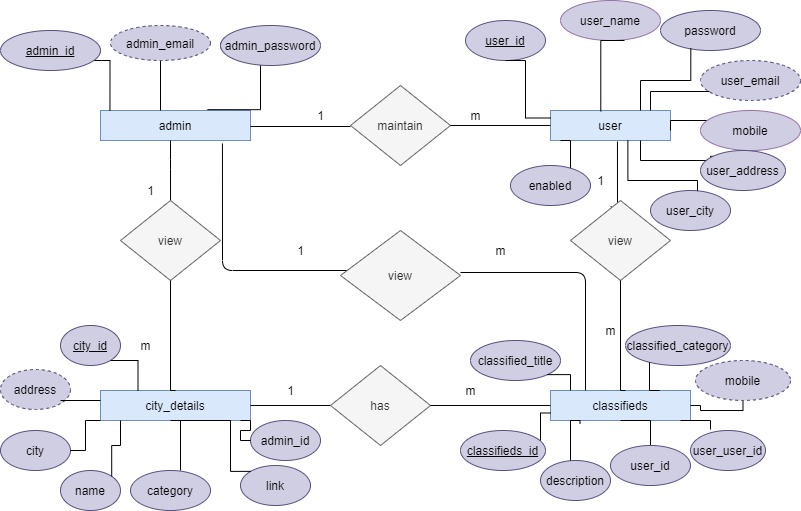 admin_id
admin_email
admin_password
user_id
user_name
password
user_email
mobile
user_address
user_city
enabled
admin
1
maintain
m
user
1
view
1
view
m
1
view
m
city_id
m
address
city_details
1
has
m
classifieds
city
name
category
link
admin_id
classified_title
classified_category
mobile
classifieds_id
description
user_id
user_user_id